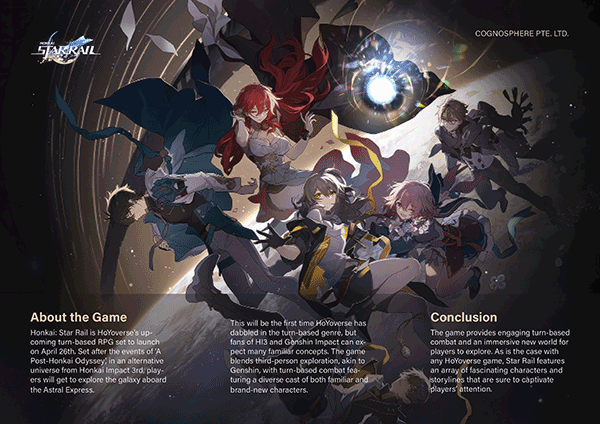 HONKAI
STAR RAIL
COGNOSPHERE PTE. LTD.
About the Game
Honkai: Star Rail is HoYoverse's up-
coming turn-based RPG set to launch
on April 26th. Set after the events of 'A
Post-Honkai Odyssey,' in an alternative
universe from Honkai Impact 3rd, play-
ers will get to explore the galaxy aboard
the Astral Express.
This will be the first time HoYoverse has
dabbled in the turn-based genre, but
fans of HI3 and Genshin Impact can ex-
pect many familiar concepts. The game
blends third-person exploration, akin to
Genshin, with turn-based combat fea-
turing a diverse cast of both familiar and
brand-new characters.
Conclusion
The game provides engaging turn-based
combat and an immersive new world for
players to explore. As is the case with
any HoYoverse game, Star Rail features
an array of fascinating characters and
storylines that are sure to captivate
players' attention.